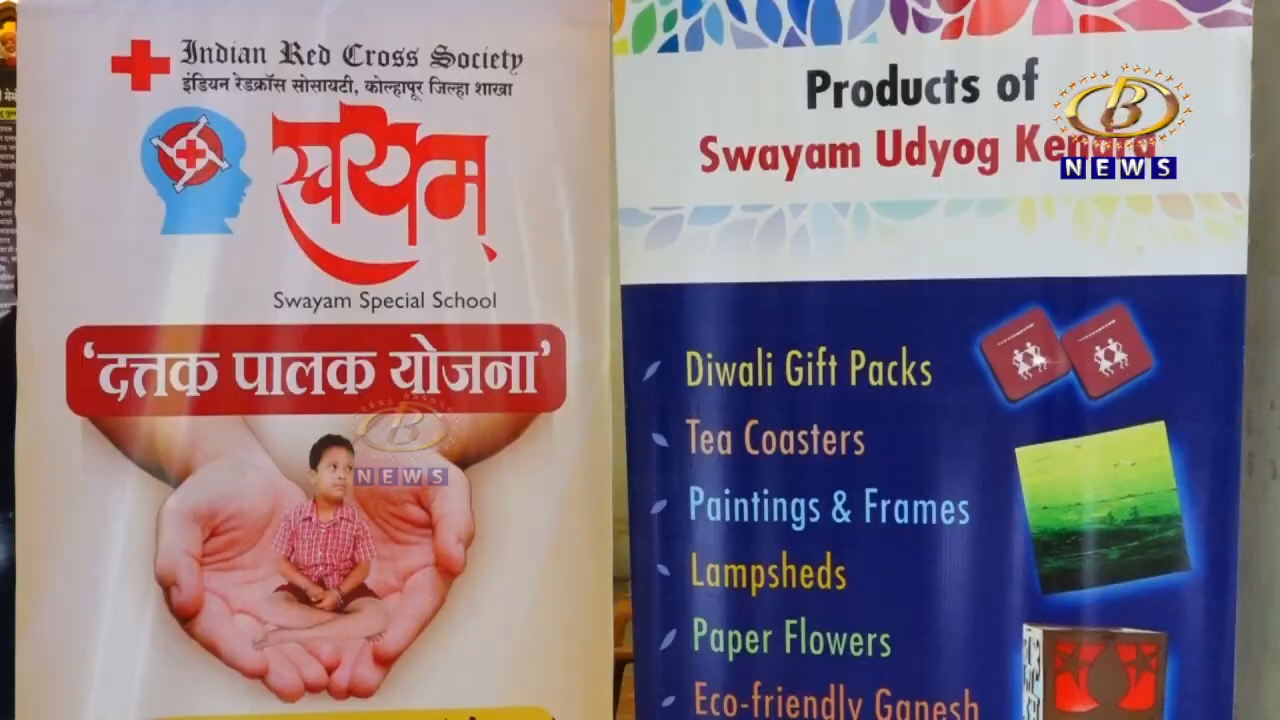 Indian Red Cross Society
इंडियन रेडक्रॉस सोसायटी, कोल्हापूर जिल्हा शाखा
स्वयम्
Swayam Special School
‘दत्तक पालक योजना’
B
NEWS
Products of
Swayam Udyog
B
NEWS
Diwali Gift Packs
Tea Coasters
Paintings & Frames
Lampsheds
Paper Flowers
Eco-friendly Ganesh